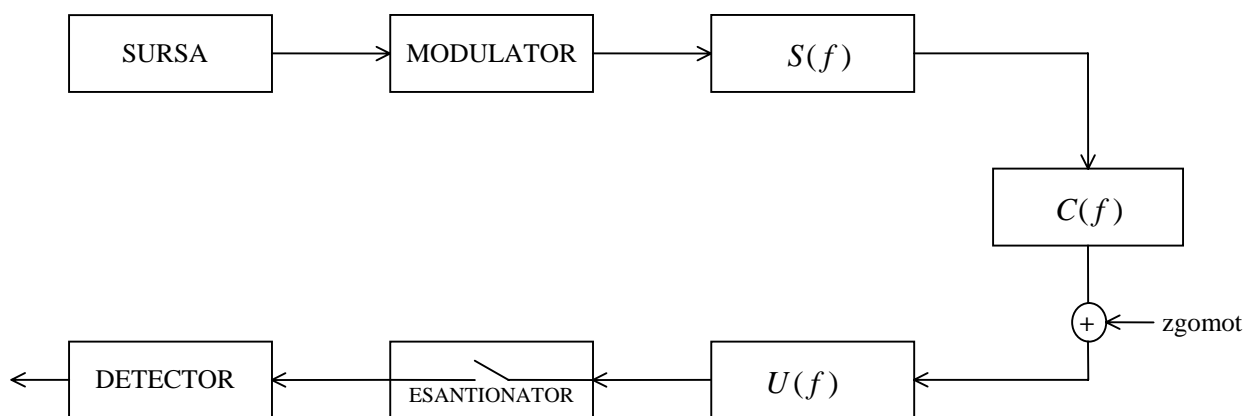 SURSA
MODULATOR
S(f)
C(f)
+
zgomot
U(f)
ESANTIONATOR
DETECTOR